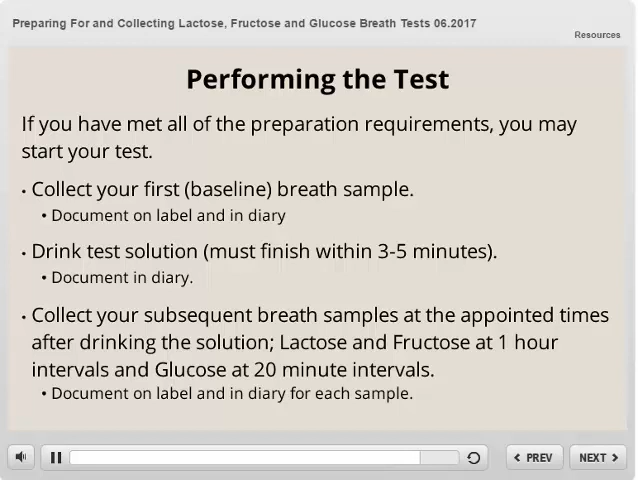 Preparing For and Collecting Lactose, Fructose and Glucose Breath Tests 06.2017
Resources
Performing the Test
If you have met all of the preparation requirements, you may
start your test.
• Collect your first (baseline) breath sample.
• Document on label and in diary
• Drink test solution (must finish within 3-5 minutes).
• Document in diary.
• Collect your subsequent breath samples at the appointed times
after drinking the solution; Lactose and Fructose at 1 hour
intervals and Glucose at 20 minute intervals.
• Document on label and in diary for each sample.
< PREV
NEXT >